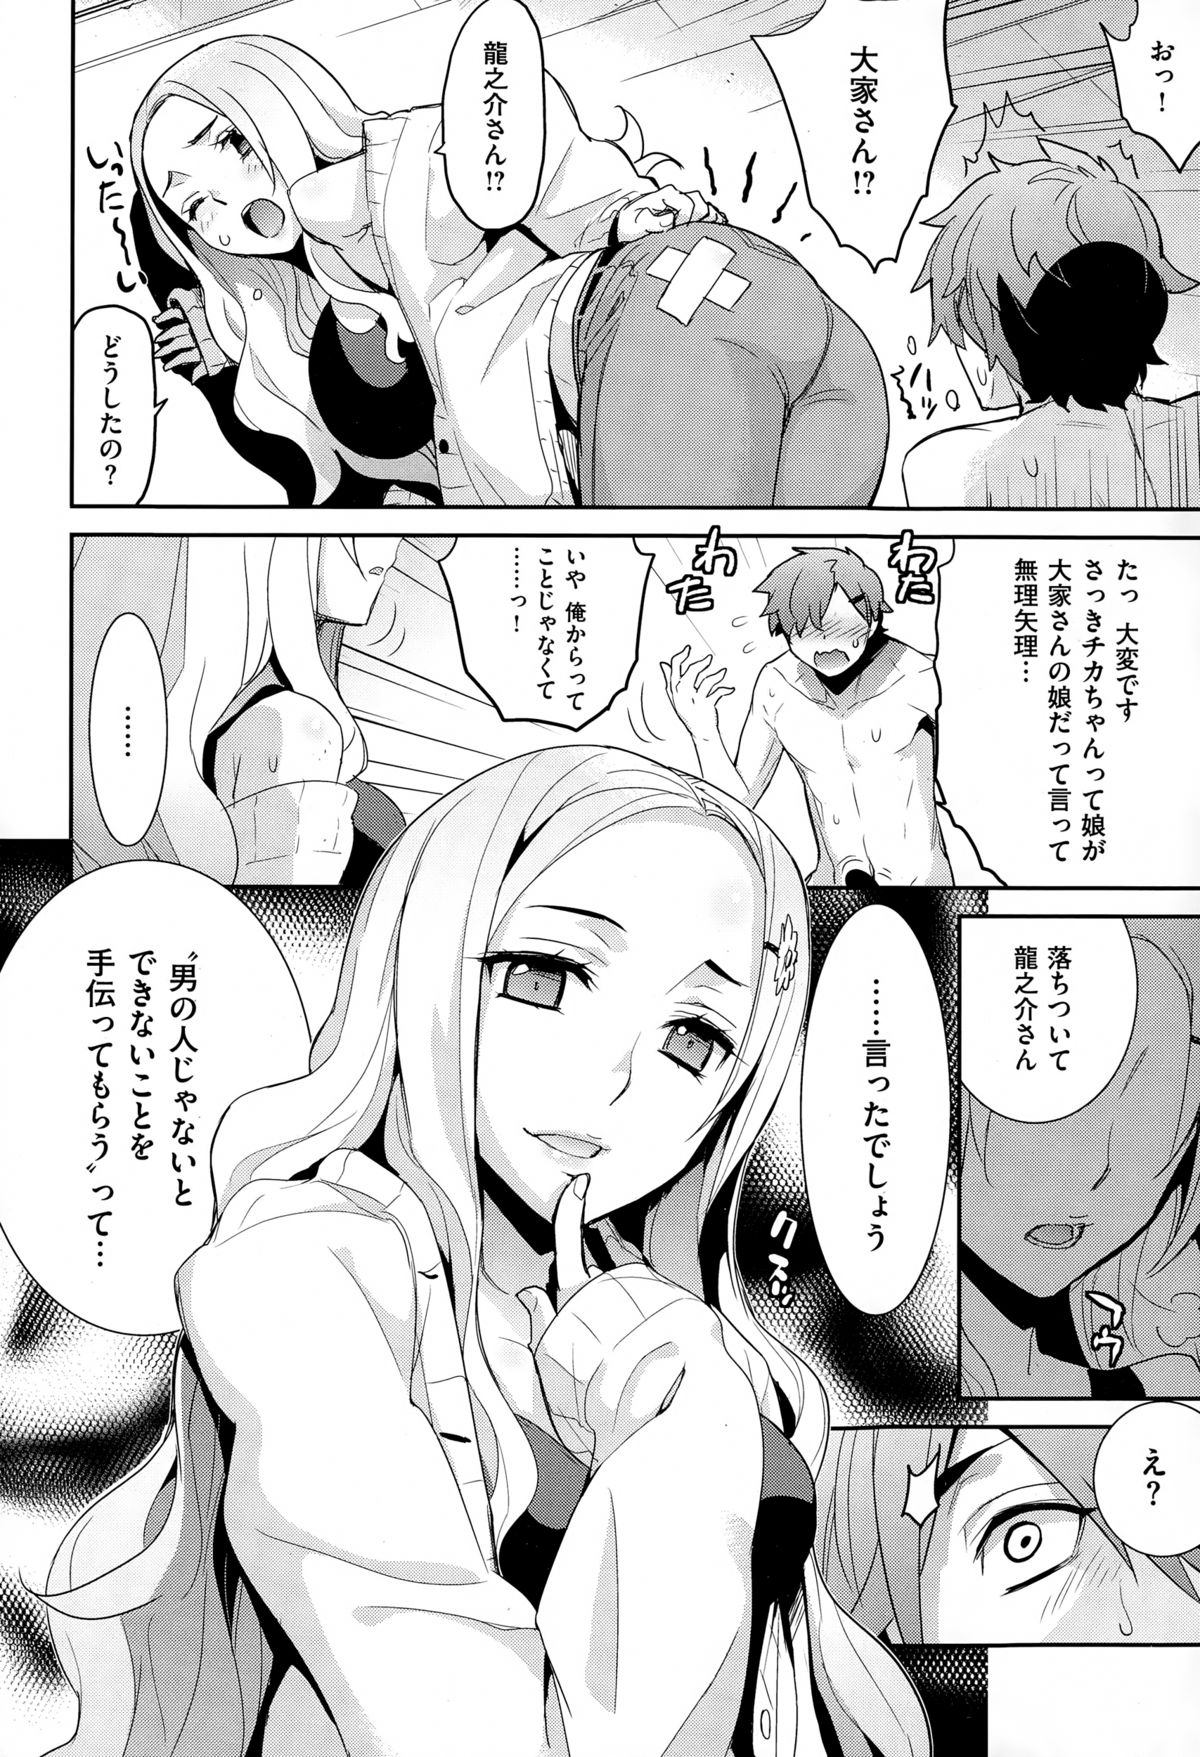 おっ！
大家さん!?
龍之介さん!?
いったぁ〜〜い
どうしたの？
たっ 大変です
さっきチカちゃんって娘が
大家さんの娘だって言って
無理矢理…
わた
わた
いや 俺からって
ことじゃなくて
……っ！
……
落ちついて
龍之介さん
フゥ
え？
……言ったでしょう
クスッ
〝男の人じゃないと
できないことを
手伝ってもらう〟って…